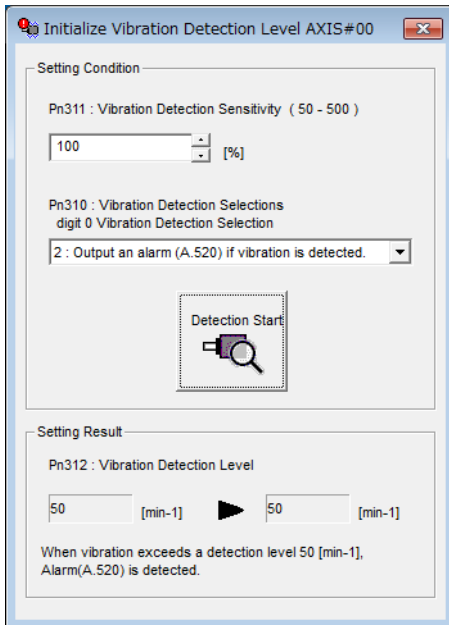 Initialize Vibration Detection Level AXIS#00
Setting Condition
Pn311 : Vibration Detection Sensitivity ( 50 - 500 )
100
[%]
Pn310 : Vibration Detection Selections
digit 0 Vibration Detection Selection
2 : Output an alarm (A.520) if vibration is detected.
Detection Start
Setting Result
Pn312 : Vibration Detection Level
50 [min-1] 50 [min-1]
When vibration exceeds a detection level 50 [min-1],
Alarm(A.520) is detected.